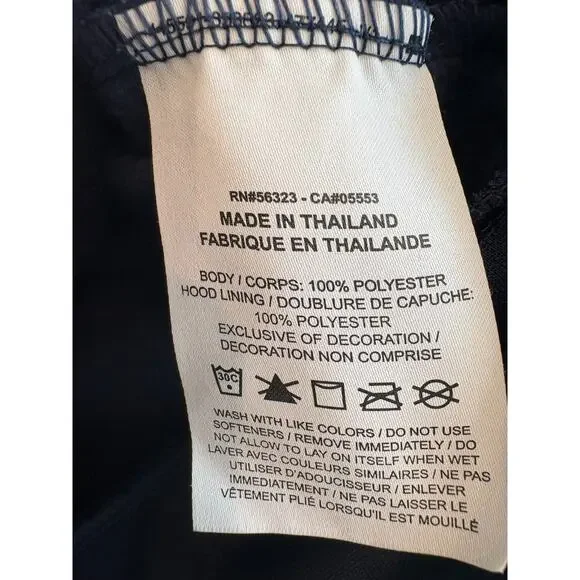 RN#56323 - CA#05553
MADE IN THAILAND
FABRIQUE EN THAILANDE
BODY / CORPS: 100% POLYESTER
HOOD LINING / DOUBLURE DE CAPUCHE:
100% POLYESTER
EXCLUSIVE OF DECORATION /
DECORATION NON COMPRISE
30C
WASH WITH LIKE COLORS / DO NOT USE
SOFTENERS / REMOVE IMMEDIATELY / DO
NOT ALLOW TO LAY ON ITSELF WHEN WET
LAVER AVEC COULEURS SIMILAIRES / NE PAS
UTILISER D'ADOUCISSEUR / ENLEVER
IMMEDIATEMENT / NE PAS LAISSER LE
VÊTEMENT PLIÉ LORSQU'IL EST MOUILLÉ